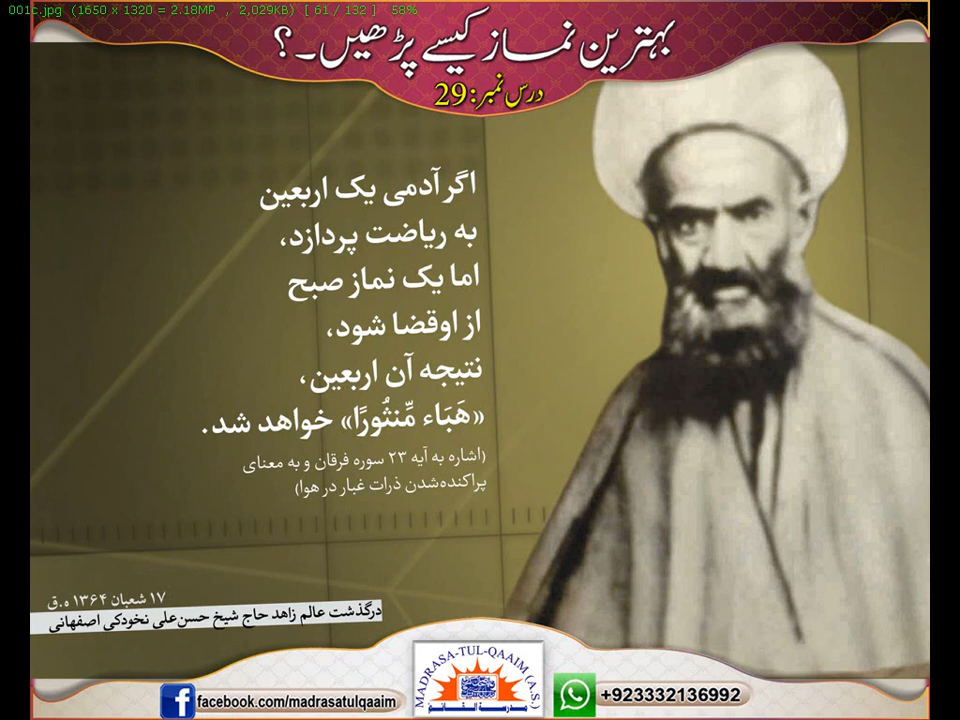 001c.jpg (1650 x 1320 = 2.18MP , 2,029KB) [ 61 / 132 ] 58%
بہترین نماز کیسے پڑھیں۔؟
درس نمبر:29
اگر آدمی یک اربعین
به ریاضت پردازد،
اما یک نماز صبح
از او قضا شود،
نتیجه آن اربعین،
«هَبَاء مِّنثُورًا» خواهد شد.
(اشاره به آیه ۲۳ سوره فرقان و به معنای
پراکنده‌شدن ذرات غبار در هوا)
۱۷ شعبان ۱۳۶۴ ه.ق
درگذشت عالم زاهد حاج شیخ حسن‌علی نخودکی اصفهانی
MADRASA-TUL-QAAIM (A.S.)
مدرسة القائم
facebook.com/madrasatulqaaim
+923332136992